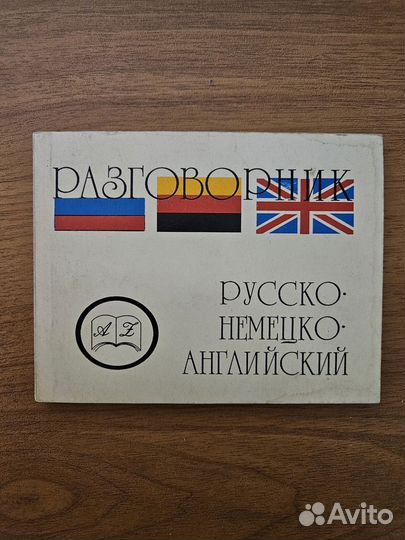 РАЗГОВОРНИК
РУССКО-
НЕМЕЦКО-
АНГЛИЙСКИЙ
A Z
Avito